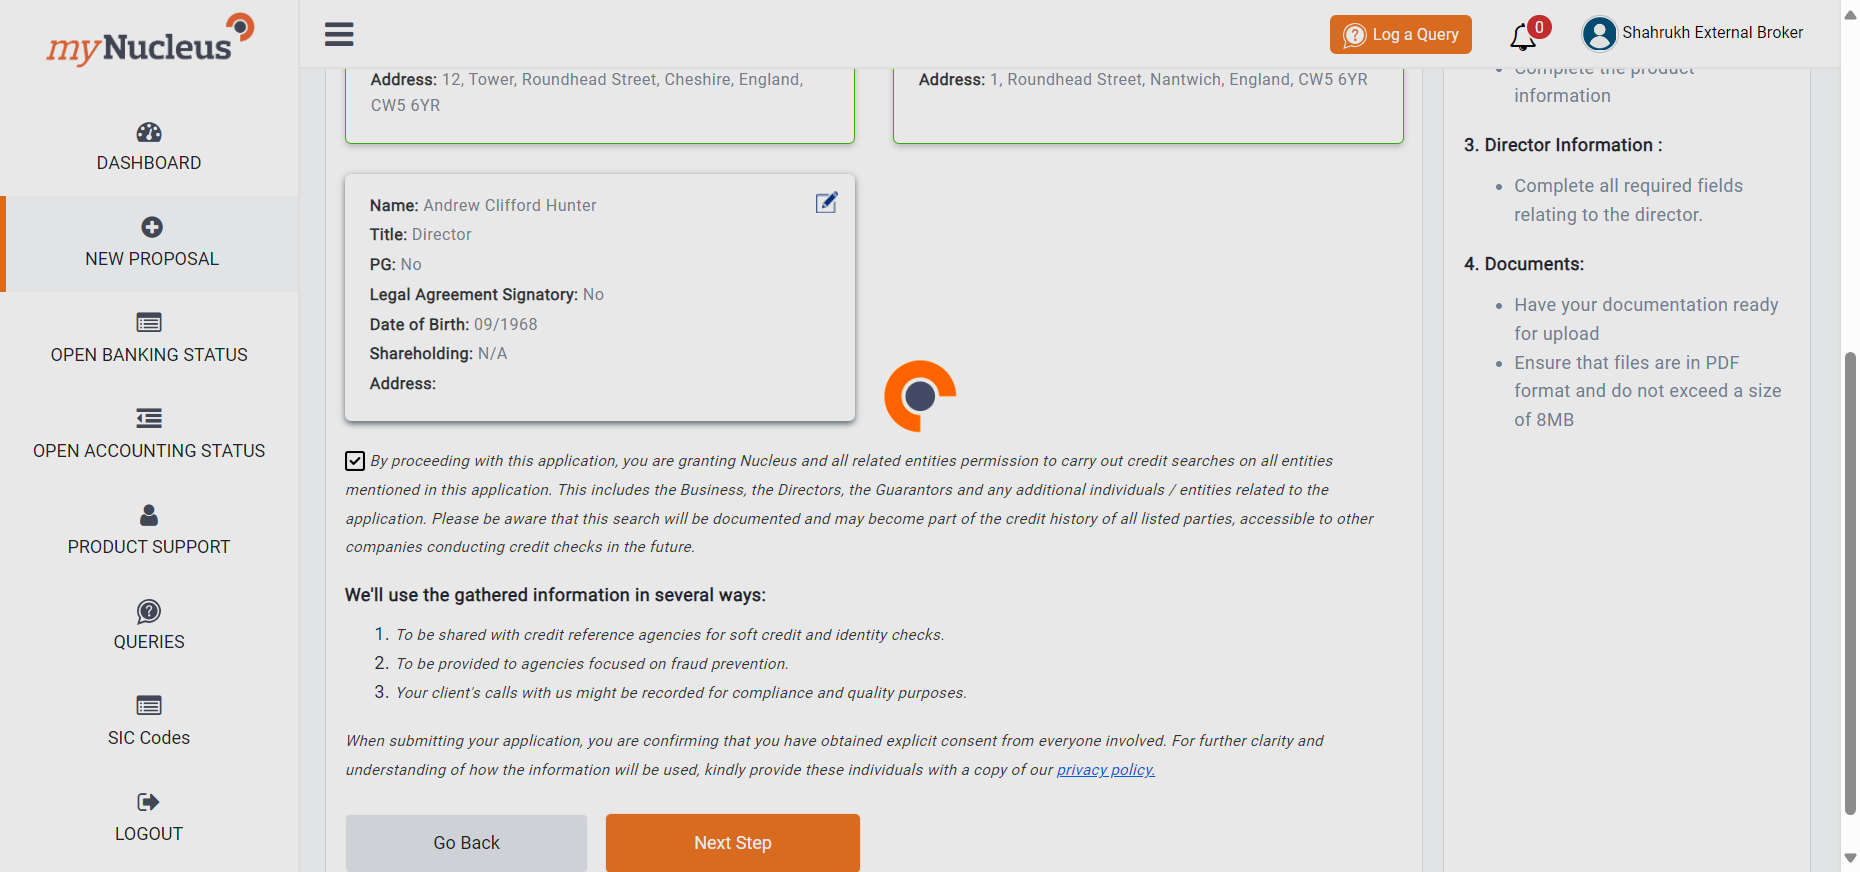 myNucleus
Log a Query
0
Shahrukh External Broker
DASHBOARD
NEW PROPOSAL
OPEN BANKING STATUS
OPEN ACCOUNTING STATUS
PRODUCT SUPPORT
QUERIES
SIC Codes
LOGOUT
Address: 12, Tower, Roundhead Street, Cheshire, England,
CW5 6YR
Address: 1, Roundhead Street, Nantwich, England, CW5 6YR
Name: Andrew Clifford Hunter
Title: Director
PG: No
Legal Agreement Signatory: No
Date of Birth: 09/1968
Shareholding: N/A
Address:
By proceeding with this application, you are granting Nucleus and all related entities permission to carry out credit searches on all entities
mentioned in this application. This includes the Business, the Directors, the Guarantors and any additional individuals / entities related to the
application. Please be aware that this search will be documented and may become part of the credit history of all listed parties, accessible to other
companies conducting credit checks in the future.
We'll use the gathered information in several ways:
1. To be shared with credit reference agencies for soft credit and identity checks.
2. To be provided to agencies focused on fraud prevention.
3. Your client's calls with us might be recorded for compliance and quality purposes.
When submitting your application, you are confirming that you have obtained explicit consent from everyone involved. For further clarity and
understanding of how the information will be used, kindly provide these individuals with a copy of our privacy policy.
Go Back
Next Step
Complete the product
information
3. Director Information :
Complete all required fields
relating to the director.
4. Documents:
Have your documentation ready
for upload
Ensure that files are in PDF
format and do not exceed a size
of 8MB